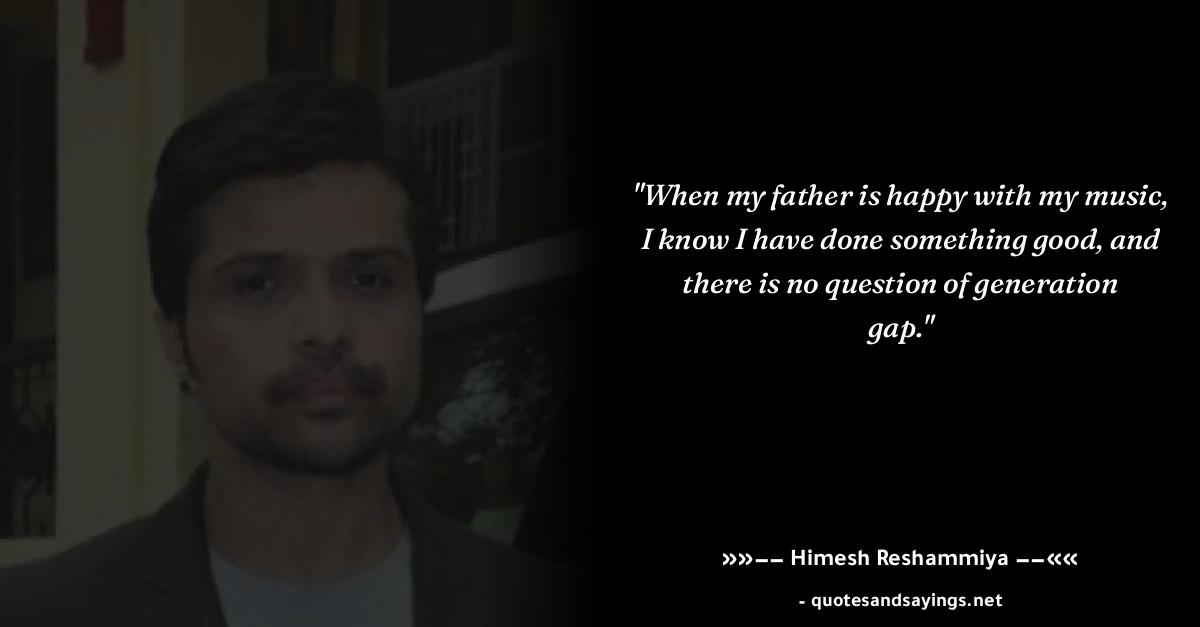 "When my father is happy with my music,
I know I have done something good, and
there is no question of generation
gap."
»»−− Himesh Reshammiya −−««
- quotesandsayings.net